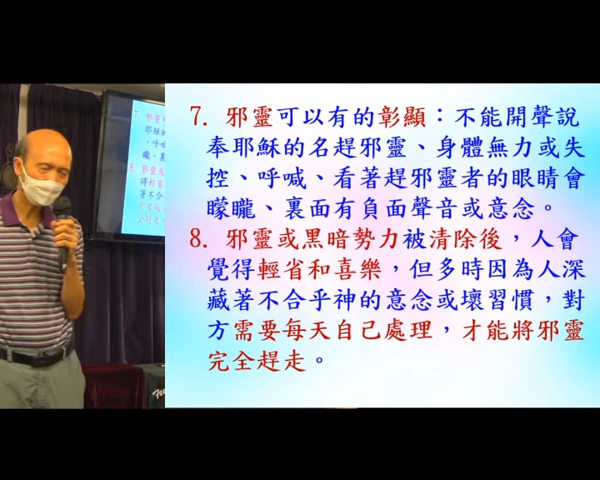 7. 邪靈可以有的彰顯：不能開聲說
奉耶穌的名趕邪靈、身體無力或失
控、呼喊、看著趕邪靈者的眼睛會
矇矓、裏面有負面聲音或意念。
8. 邪靈或黑暗勢力被清除後，人會
覺得輕省和喜樂，但多時因為人深
藏著不合乎神的意念或壞習慣，對
方需要每天自己處理，才能將邪靈
完全趕走。